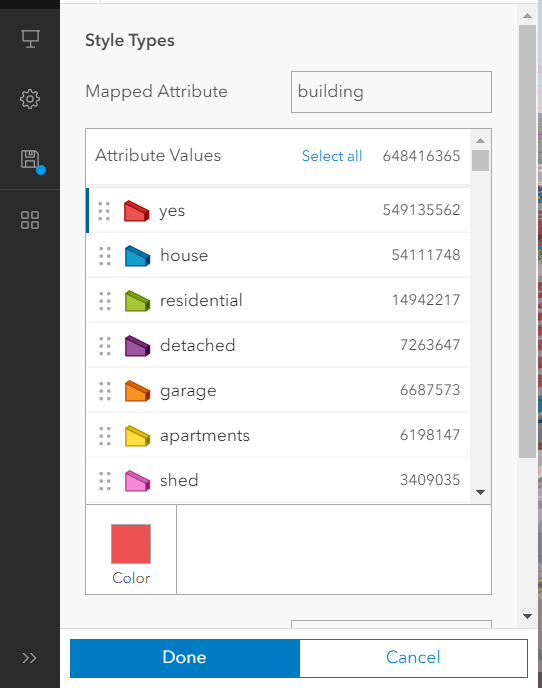 Style Types
Mapped Attribute building
Attribute Values Select all 648416365
yes 549135562
house 54111748
residential 14942217
detached 7263647
garage 6687573
apartments 6198147
shed 3409035
Color
Done Cancel